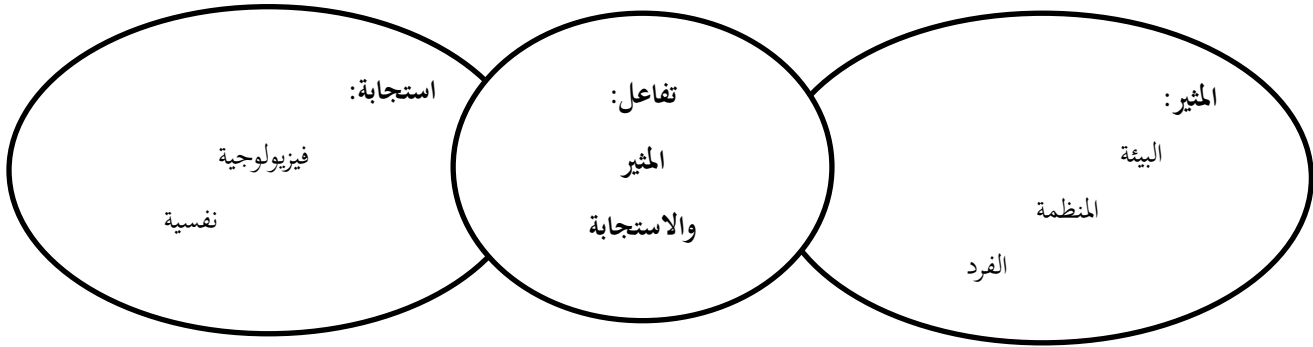 المثير:
البيئة
المنظمة
الفرد
تفاعل:
المثير
والاستجابة
استجابة:
فيزيولوجية
نفسية